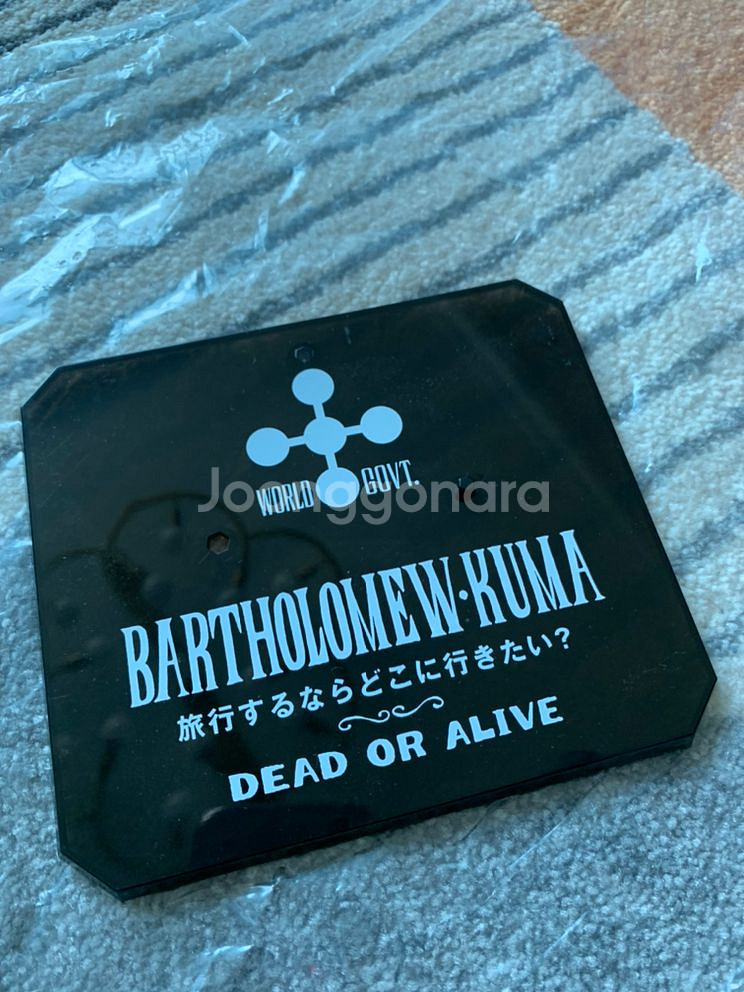 WORLD GOVT.
Joonggonara
BARTHOLOMEW·KUMA
旅行するならどこに行きたい?
DEAD OR ALIVE